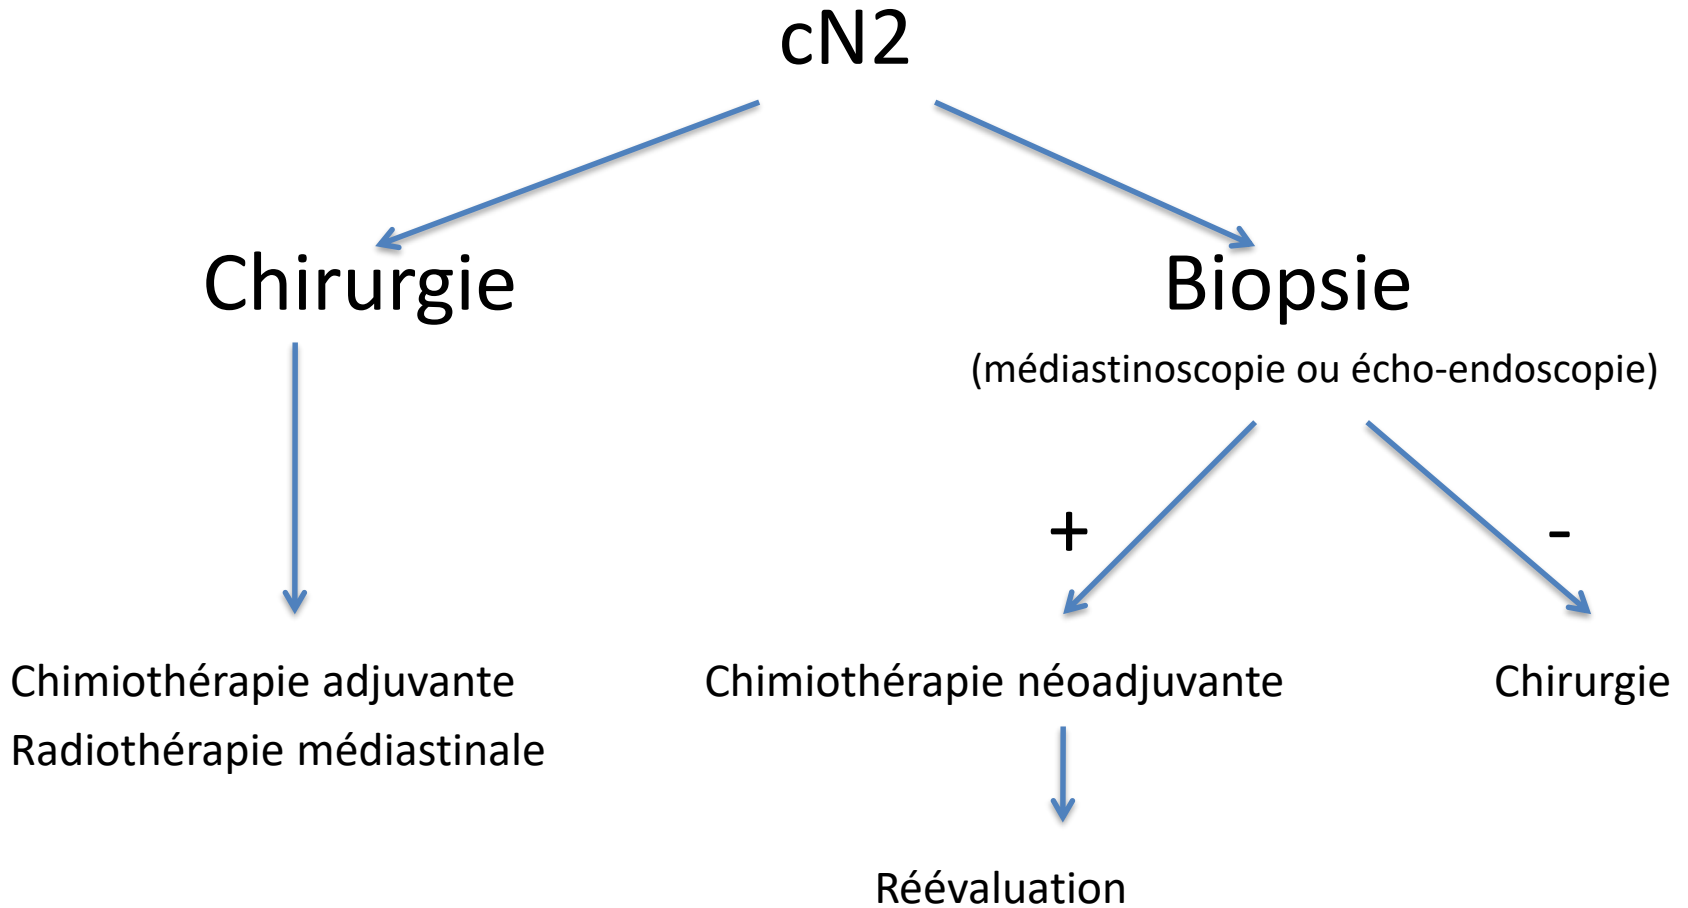 cN2
Chirurgie
Biopsie
(médiastinoscopie ou écho-endoscopie)
+
-
Chimiothérapie adjuvante
Radiothérapie médiastinale
Chimiothérapie néoadjuvante
Chirurgie
Réévaluation